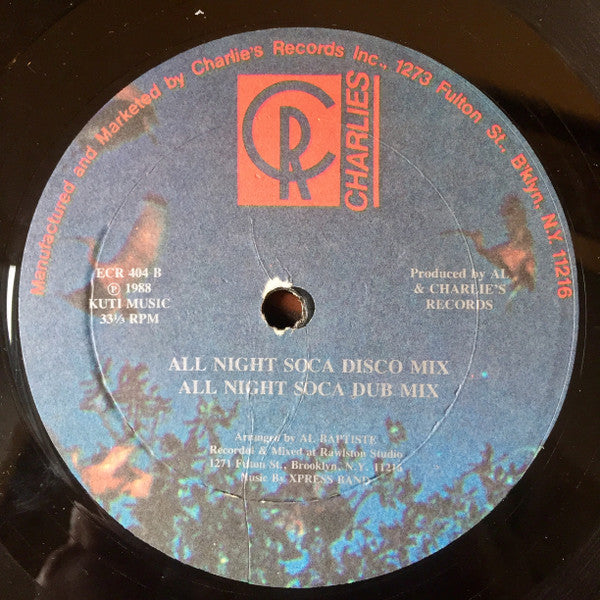 Manufactured and Marketed by Charlie's Records Inc., 1273 Fulton St., B'klyn, N.Y. 11216
CR
CHARLIES
ECR 404 B
℗ 1988
KUTI MUSIC
33⅓ RPM
Produced by AL
& CHARLIE'S
RECORDS
ALL NIGHT SOCA DISCO MIX
ALL NIGHT SOCA DUB MIX
Arranged by AL BAPTISTE
Recorded & Mixed at Rawlston Studio
1271 Fulton St., Brooklyn, N.Y. 11216
Music By XPRESS BAND